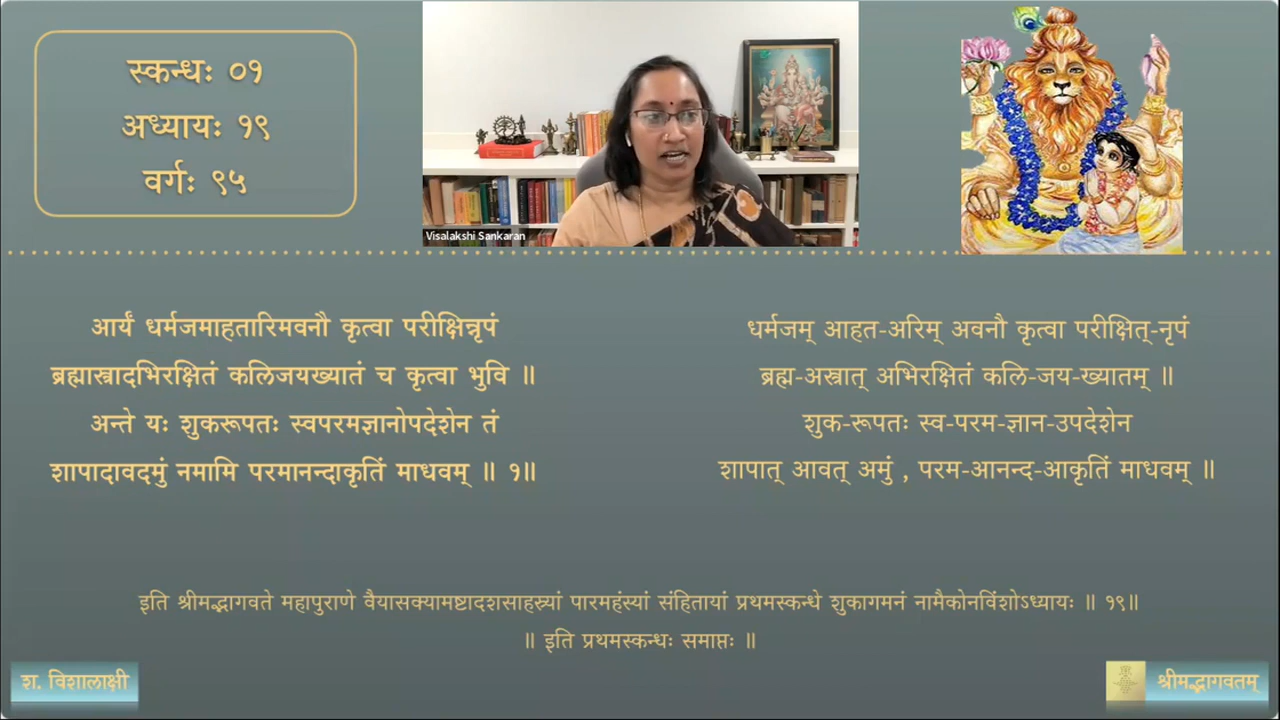 स्कन्धः ०१
अध्यायः १९
वर्गः ९५
Visalakshi Sankaran
आर्यं धर्मजमाहतारिमवनौ कृत्वा परीक्षिन्नृपं
ब्रह्मास्त्रादभिरक्षितं कलिजयख्यातं च कृत्वा भुवि ॥
अन्ते यः शुकरूपतः स्वपरमज्ञानोपदेशेन तं
शापादावदमुं नमामि परमानन्दाकृतिं माधवम् ॥ १॥
धर्मजम् आहत-अरिम् अवनौ कृत्वा परीक्षित्-नृपं
ब्रह्म-अस्त्रात् अभिरक्षितं कलि-जय-ख्यातम् ॥
शुक-रूपतः स्व-परम-ज्ञान-उपदेशेन
शापात् आवत् अमुं , परम-आनन्द-आकृतिं माधवम् ॥
इति श्रीमद्भागवते महापुराणे वैयासक्यामष्टादशसाहस्र्यां पारमहंस्यां संहितायां प्रथमस्कन्धे शुकागमनं नामैकोनविंशोऽध्यायः ॥ १९॥
॥ इति प्रथमस्कन्धः समाप्तः ॥
श. विशालाक्षी
श्रीमद्भागवतम्